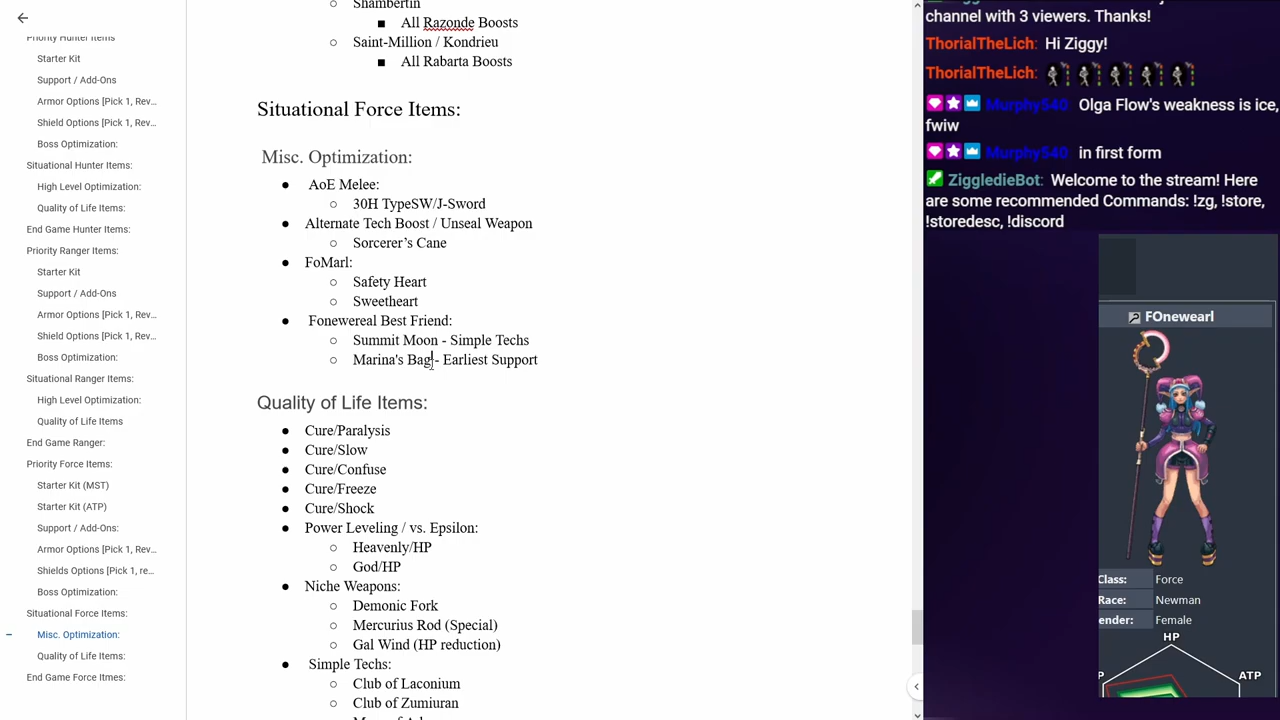 Priority Hunter Items
Starter Kit
Support / Add-Ons
Armor Options [Pick 1, Rev...
Shield Options [Pick 1, Rev...
Boss Optimization:
Situational Hunter Items:
High Level Optimization:
Quality of Life Items:
End Game Hunter Items:
Priority Ranger Items:
Starter Kit
Support / Add-Ons:
Armor Options [Pick 1, Rev...
Shield Options [Pick 1, Rev...
Boss Optimization:
Situational Ranger Items:
High Level Optimization:
Quality of Life Items
End Game Ranger:
Priority Force Items:
Starter Kit (MST)
Starter Kit (ATP)
Support / Add-Ons:
Armor Options [Pick 1, Rev...
Shields Options [Pick 1, re...
Boss Optimization:
Situational Force Items:
Misc. Optimization:
Quality of Life Items:
End Game Force Itmes:
Shambertin
All Razonde Boosts
Saint-Million / Kondrieu
All Rabarta Boosts
Situational Force Items:
Misc. Optimization:
AoE Melee:
30H TypeSW/J-Sword
Alternate Tech Boost / Unseal Weapon
Sorcerer's Cane
FoMarl:
Safety Heart
Sweetheart
Fonewereal Best Friend:
Summit Moon - Simple Techs
Marina's Bag - Earliest Support
Quality of Life Items:
Cure/Paralysis
Cure/Slow
Cure/Confuse
Cure/Freeze
Cure/Shock
Power Leveling / vs. Epsilon:
Heavenly/HP
God/HP
Niche Weapons:
Demonic Fork
Mercurius Rod (Special)
Gal Wind (HP reduction)
Simple Techs:
Club of Laconium
Club of Zumiuran
channel with 3 viewers. Thanks!
ThorialTheLich: Hi Ziggy!
ThorialTheLich:
Murphy540: Olga Flow's weakness is ice,
fwiw
Murphy540: in first form
ZiggledieBot: Welcome to the stream! Here
are some recommended Commands: !zg, !store,
!storedesc, !discord
FOnewearl
Class: Force
Race: Newman
ender: Female
HP
P
ATP